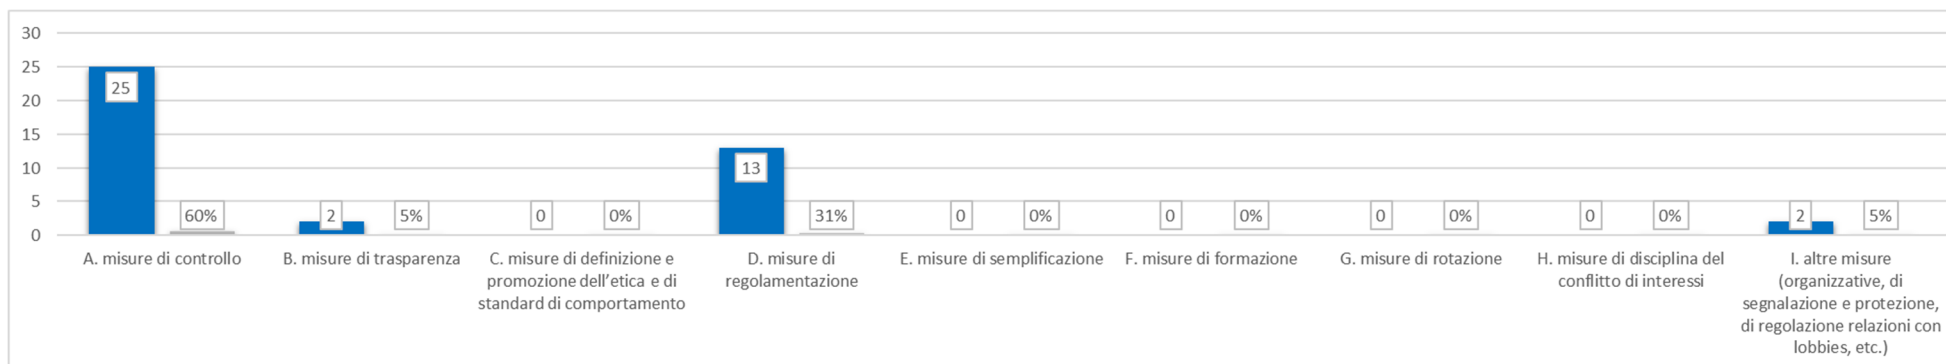 30
25
20
15
10
5
0
25
60%
2
5%
0
0%
13
31%
0
0%
0
0%
0
0%
0
0%
2
5%
A. misure di controllo
B. misure di trasparenza
C. misure di definizione e
promozione dell’etica e di
standard di comportamento
D. misure di
regolamentazione
E. misure di semplificazione
F. misure di formazione
G. misure di rotazione
H. misure di disciplina del
conflitto di interessi
I. altre misure
(organizzative, di
segnalazione e protezione,
di regolazione relazioni con
lobbies, etc.)